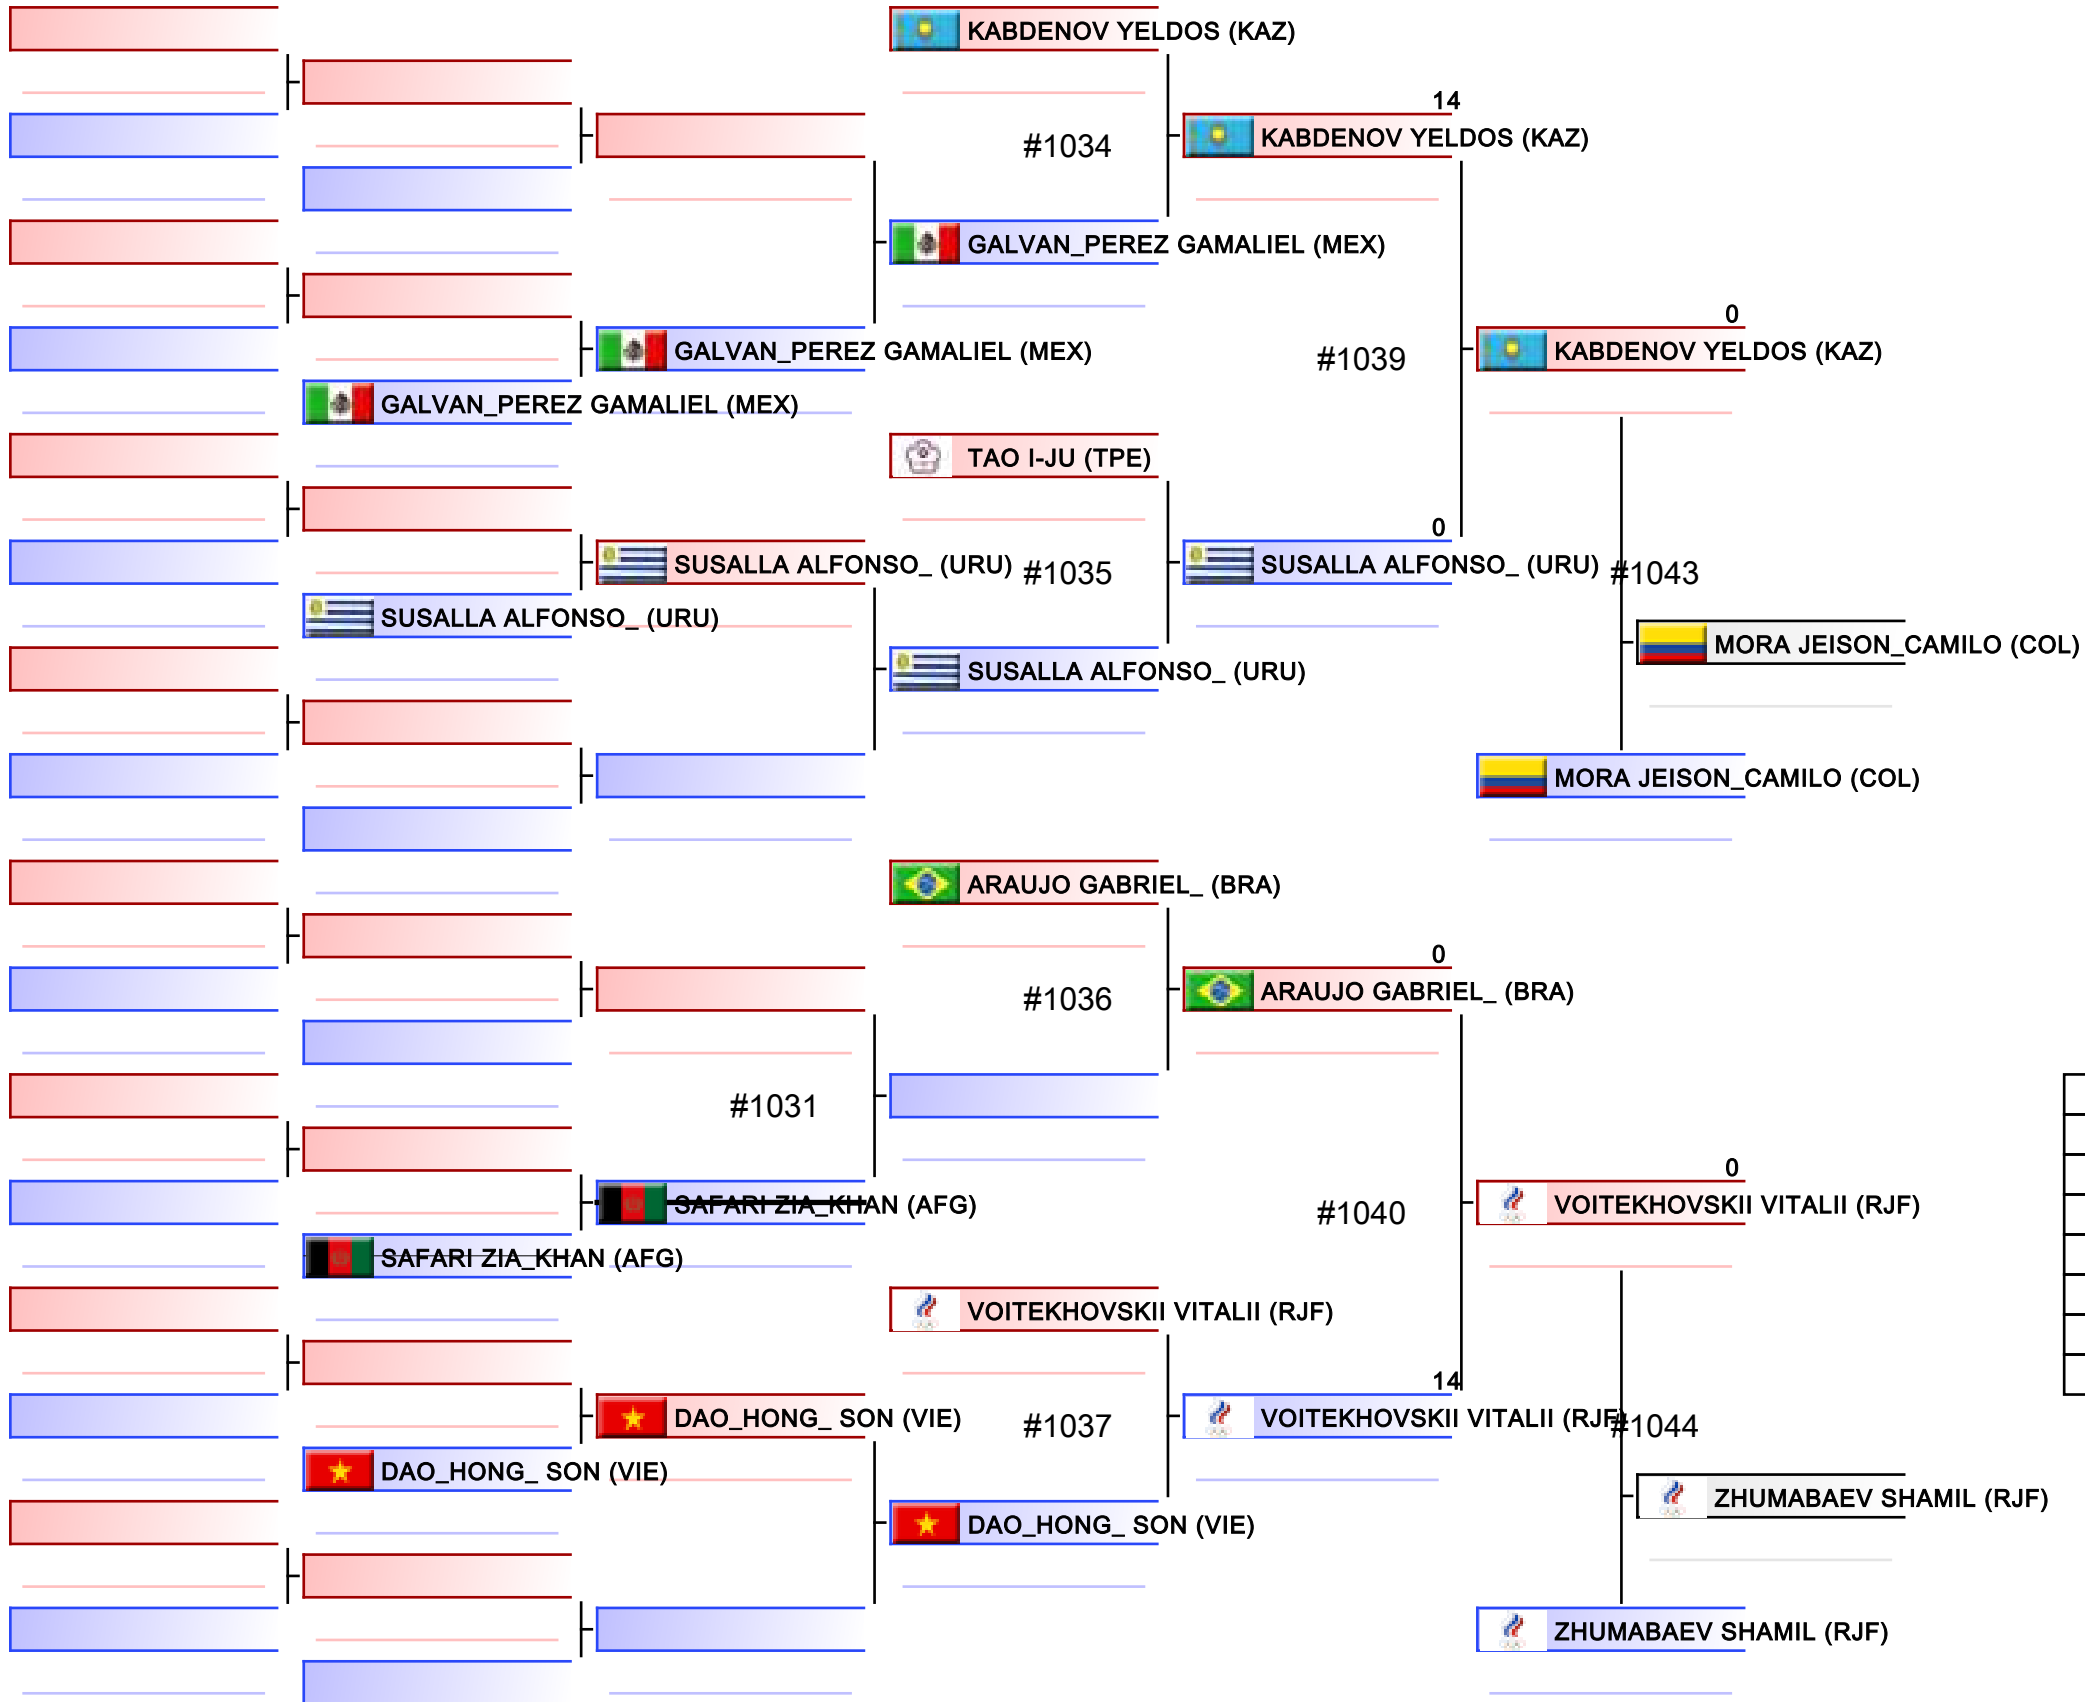 KABDENOV YELDOS (KAZ)
14
#1034
KABDENOV YELDOS (KAZ)
GALVAN_PEREZ GAMALIEL (MEX)
0
GALVAN_PEREZ GAMALIEL (MEX)
#1039
KABDENOV YELDOS (KAZ)
GALVAN_PEREZ GAMALIEL (MEX)
TAO I-JU (TPE)
0
SUSALLA ALFONSO_ (URU)
#1035
SUSALLA ALFONSO_ (URU)
#1043
SUSALLA ALFONSO_ (URU)
MORA JEISON_CAMILO (COL)
SUSALLA ALFONSO_ (URU)
MORA JEISON_CAMILO (COL)
ARAUJO GABRIEL_ (BRA)
0
#1036
ARAUJO GABRIEL_ (BRA)
#1031
0
SAFARI ZIA_KHAN (AFG)
#1040
VOITEKHOVSKII VITALII (RJF)
SAFARI ZIA_KHAN (AFG)
VOITEKHOVSKII VITALII (RJF)
14
DAO_HONG_ SON (VIE)
#1037
VOITEKHOVSKII VITALII (RJF)
#1044
DAO_HONG_ SON (VIE)
ZHUMABAEV SHAMIL (RJF)
DAO_HONG_ SON (VIE)
ZHUMABAEV SHAMIL (RJF)